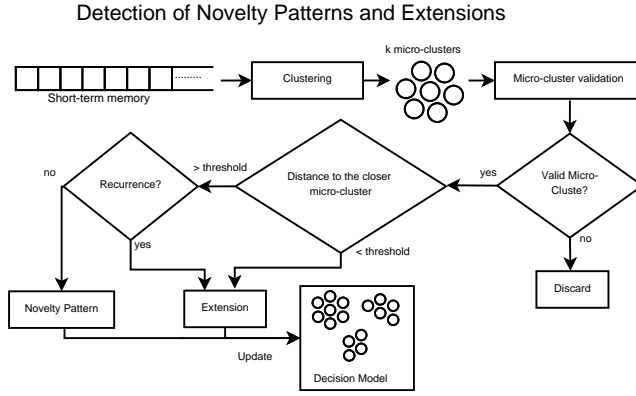 Detection of Novelty Patterns and Extensions
k micro-clusters
.........
Short-term memory
Clustering
Micro-cluster validation
no
Recurrence?
> threshold
Distance to the closer
micro-cluster
yes
Valid Micro-
Cluste?
yes
< threshold
no
Novelty Pattern
Extension
Discard
Update
Decision Model